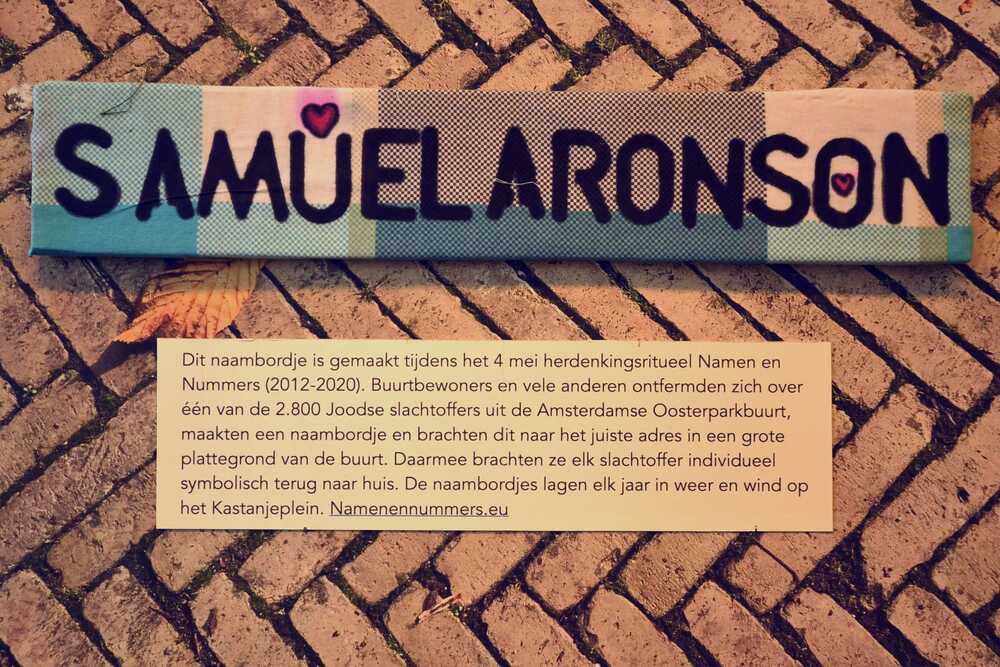 SAMUEL ARONSON
Dit naambordje is gemaakt tijdens het 4 mei herdenkingsritueel Namen en
Nummers (2012-2020). Buurtbewoners en vele anderen ontfermden zich over
één van de 2.800 Joodse slachtoffers uit de Amsterdamse Oosterparkbuurt,
maakten een naambordje en brachten dit naar het juiste adres in een grote
plattegrond van de buurt. Daarmee brachten ze elk slachtoffer individueel
symbolisch terug naar huis. De naambordjes lagen elk jaar in weer en wind op
het Kastanjeplein. Namenennummers.eu